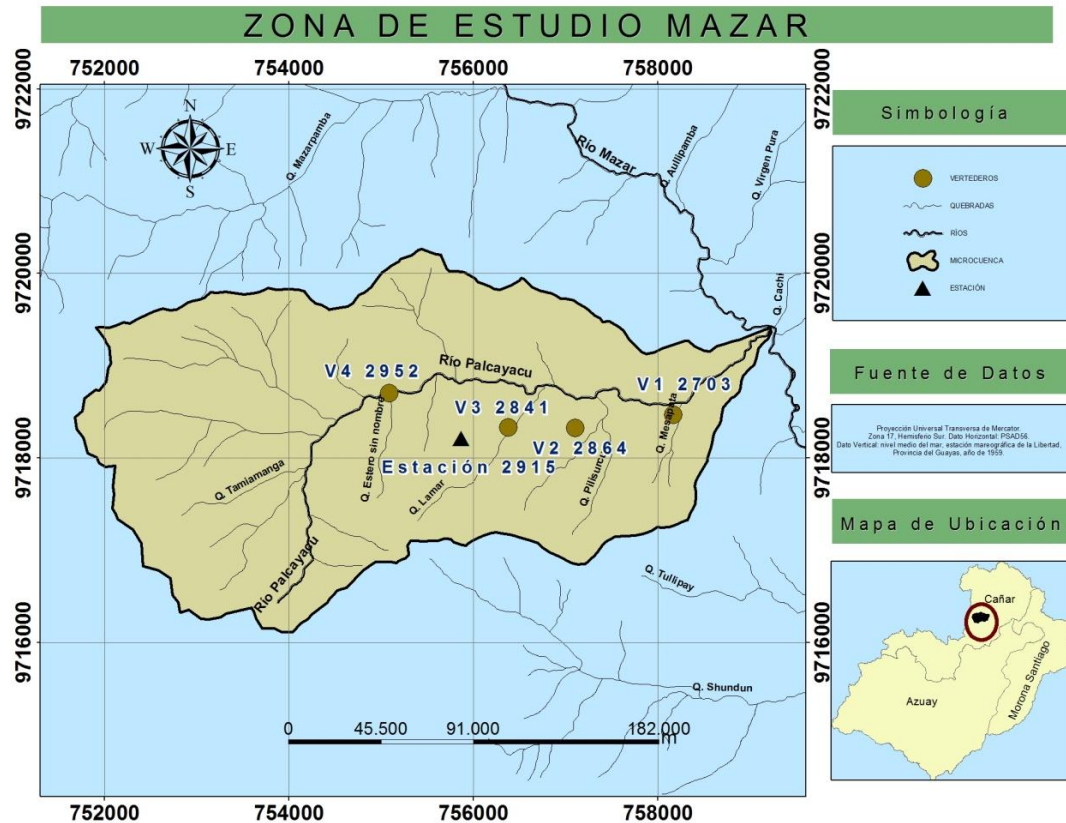 ZONA DE ESTUDIO MAZAR
752000 754000 756000 758000
9722000
9720000
9718000
9716000
N
W E
S
Q. Mazarpamba
Río Mazar
Q. Aullipamba
Q. Virgen Pura
Q. Cachi
Río Palcayacu
V4 2952
V1 2703
V3 2841
V2 2864
Estación 2915
Q. Estero sin nombre
Q. Mesapata
Q. Tamiamanga
Q. Lamar
Q. Pilisurco
Río Palcayacu
Q. Tullipay
Q. Shundun
0 45.500 91.000 182.000
m
9722000
9720000
9718000
9716000
752000 754000 756000 758000
Simbología
VERTEDEROS
QUEBRADAS
RÍOS
MICROCUENCA
ESTACIÓN
Fuente de Datos
Proyección Universal Transversa de Mercator.
Zona 17, Hemisferio Sur. Dato Horizontal: PSAD56.
Dato Vertical: nivel medio del mar, estación mareográfica de la Libertad,
Provincia del Guayas, año de 1959.
Mapa de Ubicación
Cañar
Azuay
Morona Santiago